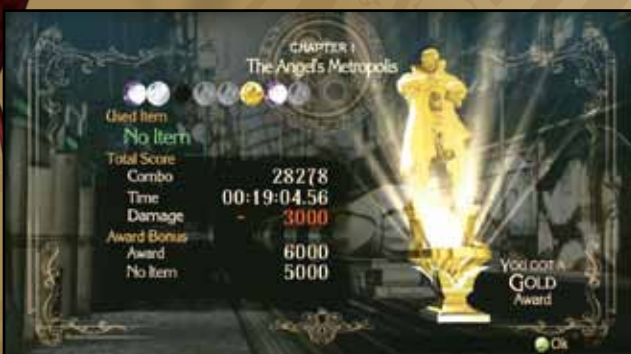 CHAPTER I
The Angel's Metropolis
Used Item
No Item
Total Score
Combo 28278
Time 00:19:04.56
Damage - 3000
Award Bonus
Award 6000
No Item 5000
YOU GOT A
GOLD
Award
Ok